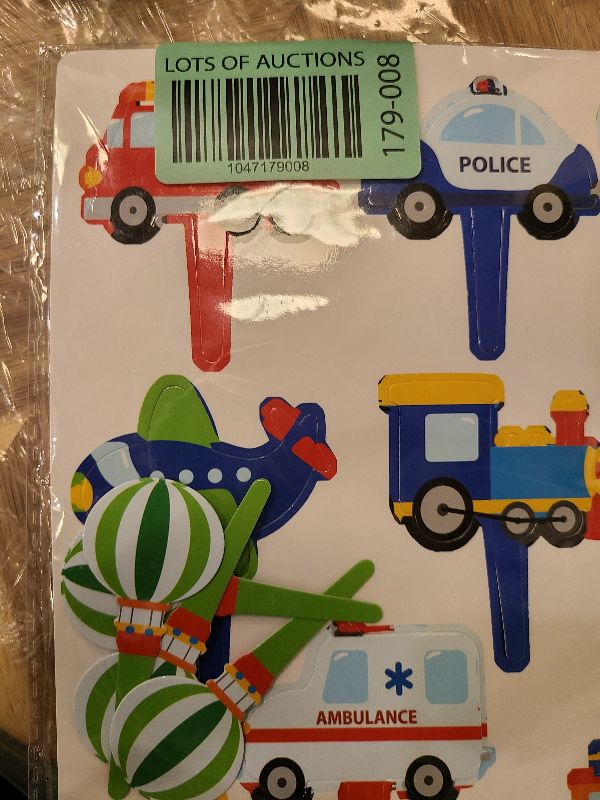 LOTS OF AUCTIONS
1047179008
179-008
POLICE
AMBULANCE